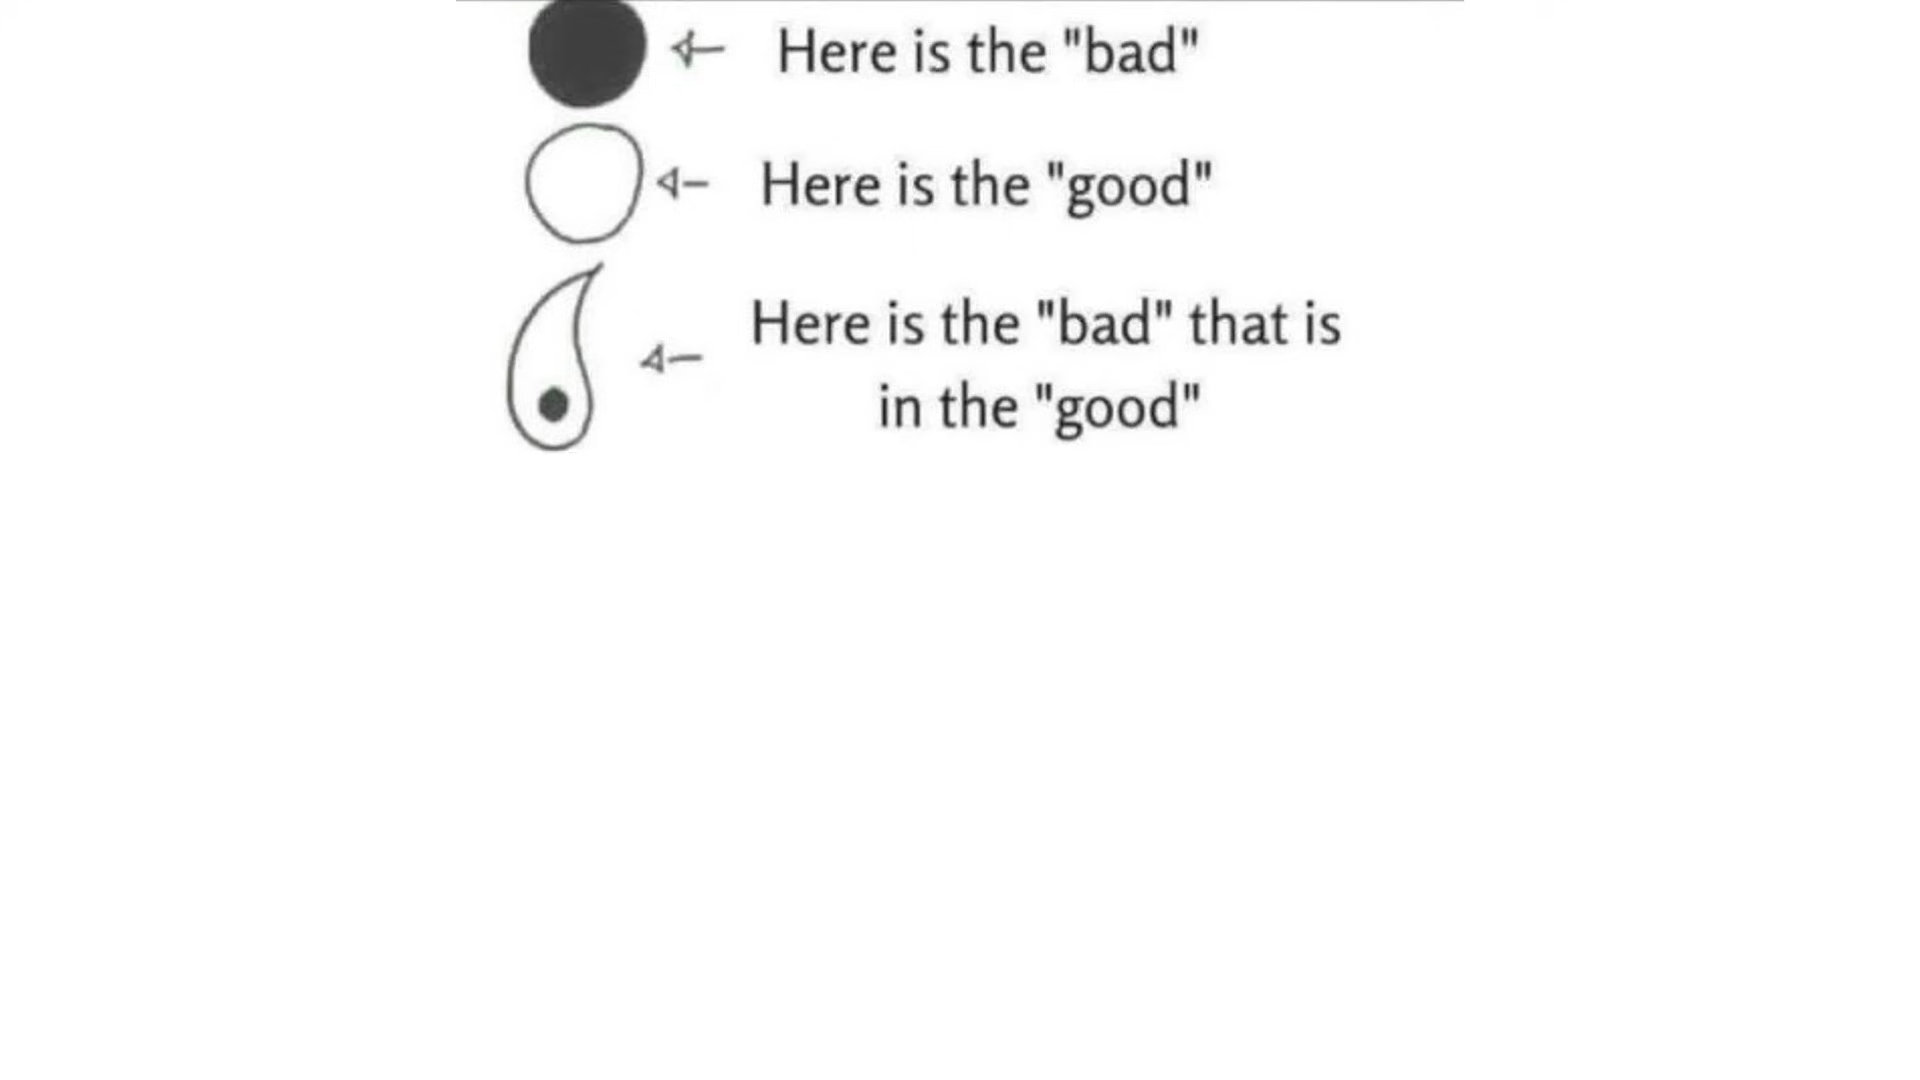 Here is the "bad"
Here is the "good"
Here is the "bad" that is
in the "good"